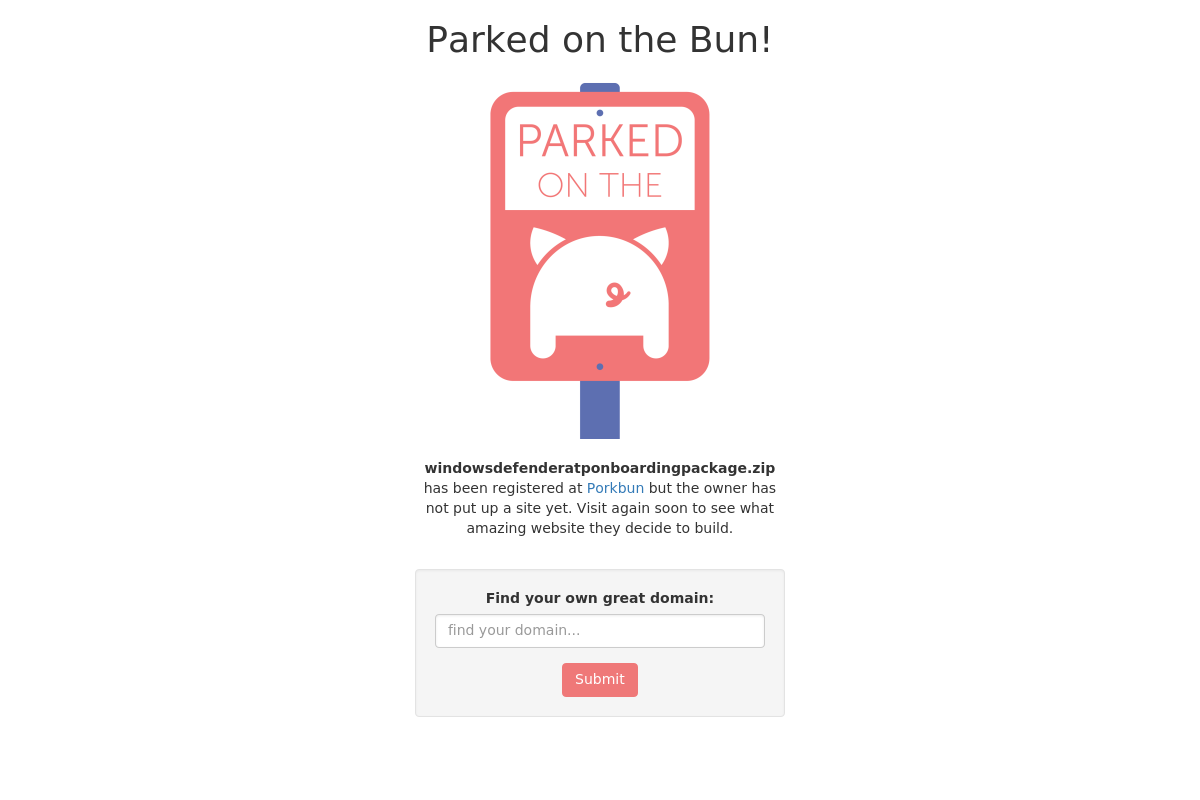 Parked on the Bun!
PARKED
ON THE
windowsdefenderatponboardingpackage.zip
has been registered at Porkbun but the owner has
not put up a site yet. Visit again soon to see what
amazing website they decide to build.
Find your own great domain:
find your domain...
Submit